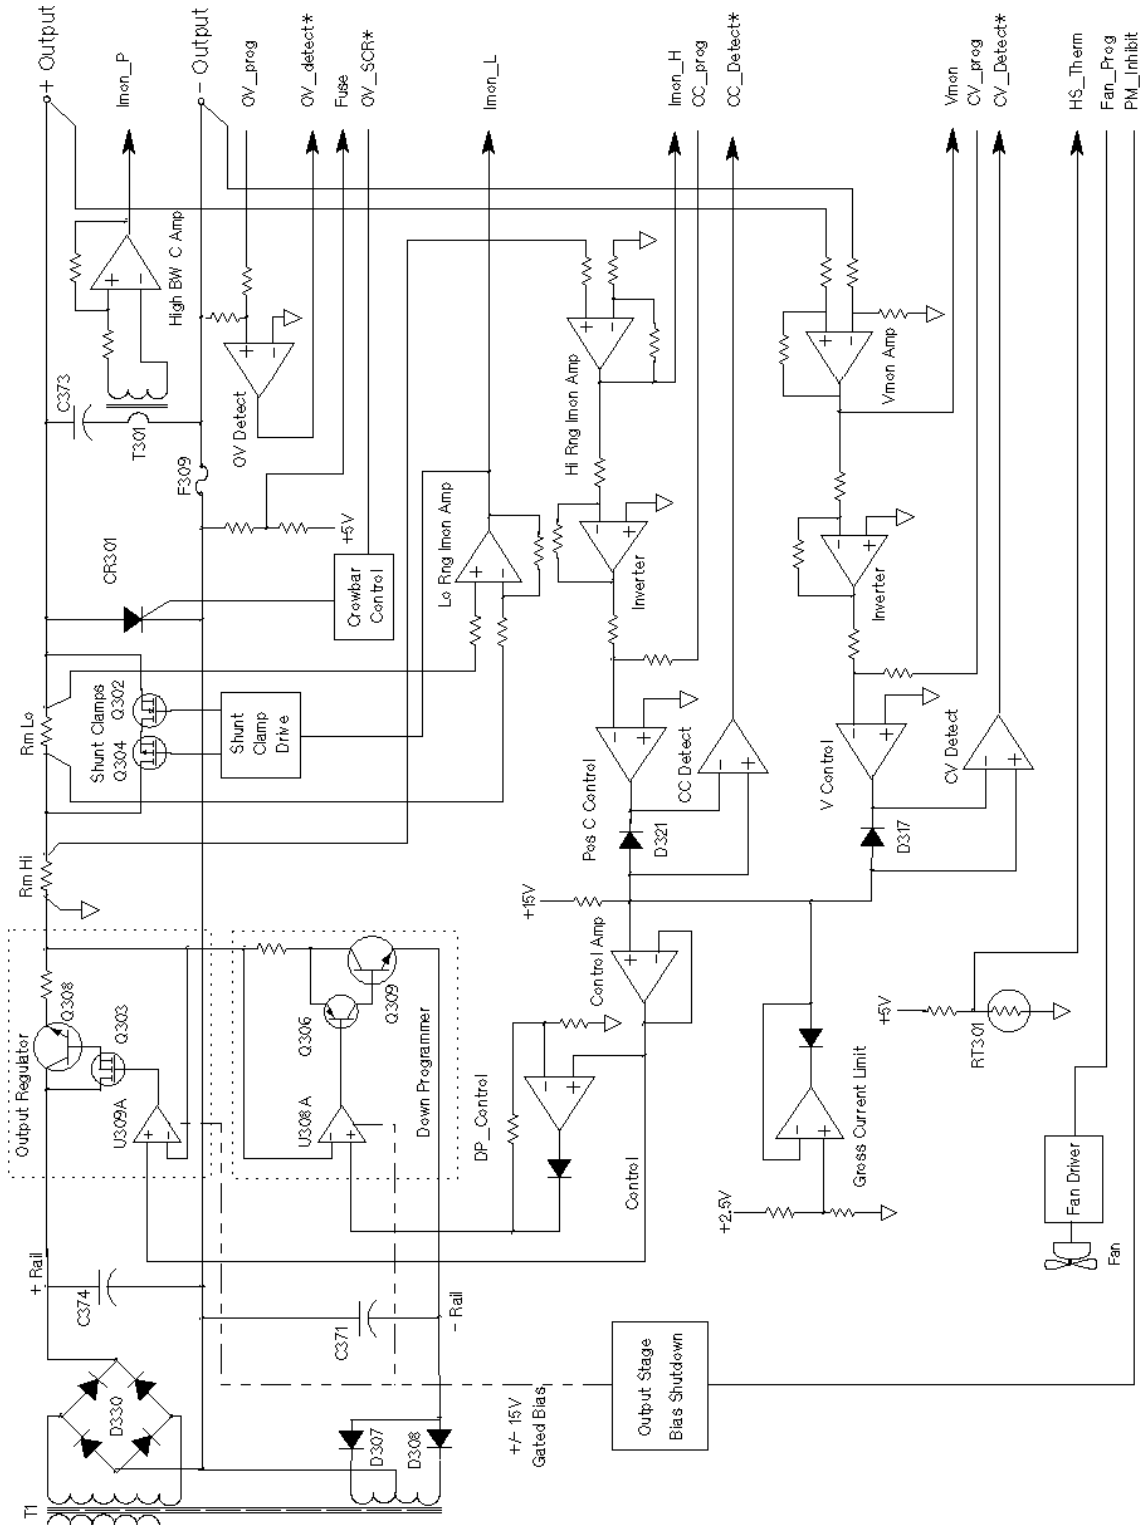 T1
D330
D307
D308
+ Rail
C374
C371
- Rail
+/- 15V
Gated Bias
Output Stage
Bias Shutdown
Output Regulator
U309A
Q303
Q308
Down Programmer
U308A
Q306
Q309
DP_Control
Control
Control Amp
+15V
Gross Current Limit
+2.5V
Fan
Fan Driver
RT301
+5V
Rm Hi
Rm Lo
Shunt Clamps
Q304
Q302
Shunt
Clamp
Drive
CR301
Crowbar
Control
F309
+5V
C373
T301
High BW C Amp
OV Detect
Lo Rng Imon Amp
Hi Rng Imon Amp
Inverter
Pos C Control
D321
CC Detect
Vmon Amp
Inverter
V Control
D317
CV Detect
+ Output
Imon_P
- Output
OV_prog
OV_detect*
Fuse
OV_SCR*
Imon_L
Imon_H
CC_prog
CC_Detect*
Vmon
CV_prog
CV_Detect*
HS_Therm
Fan_Prog
PM_Inhibit